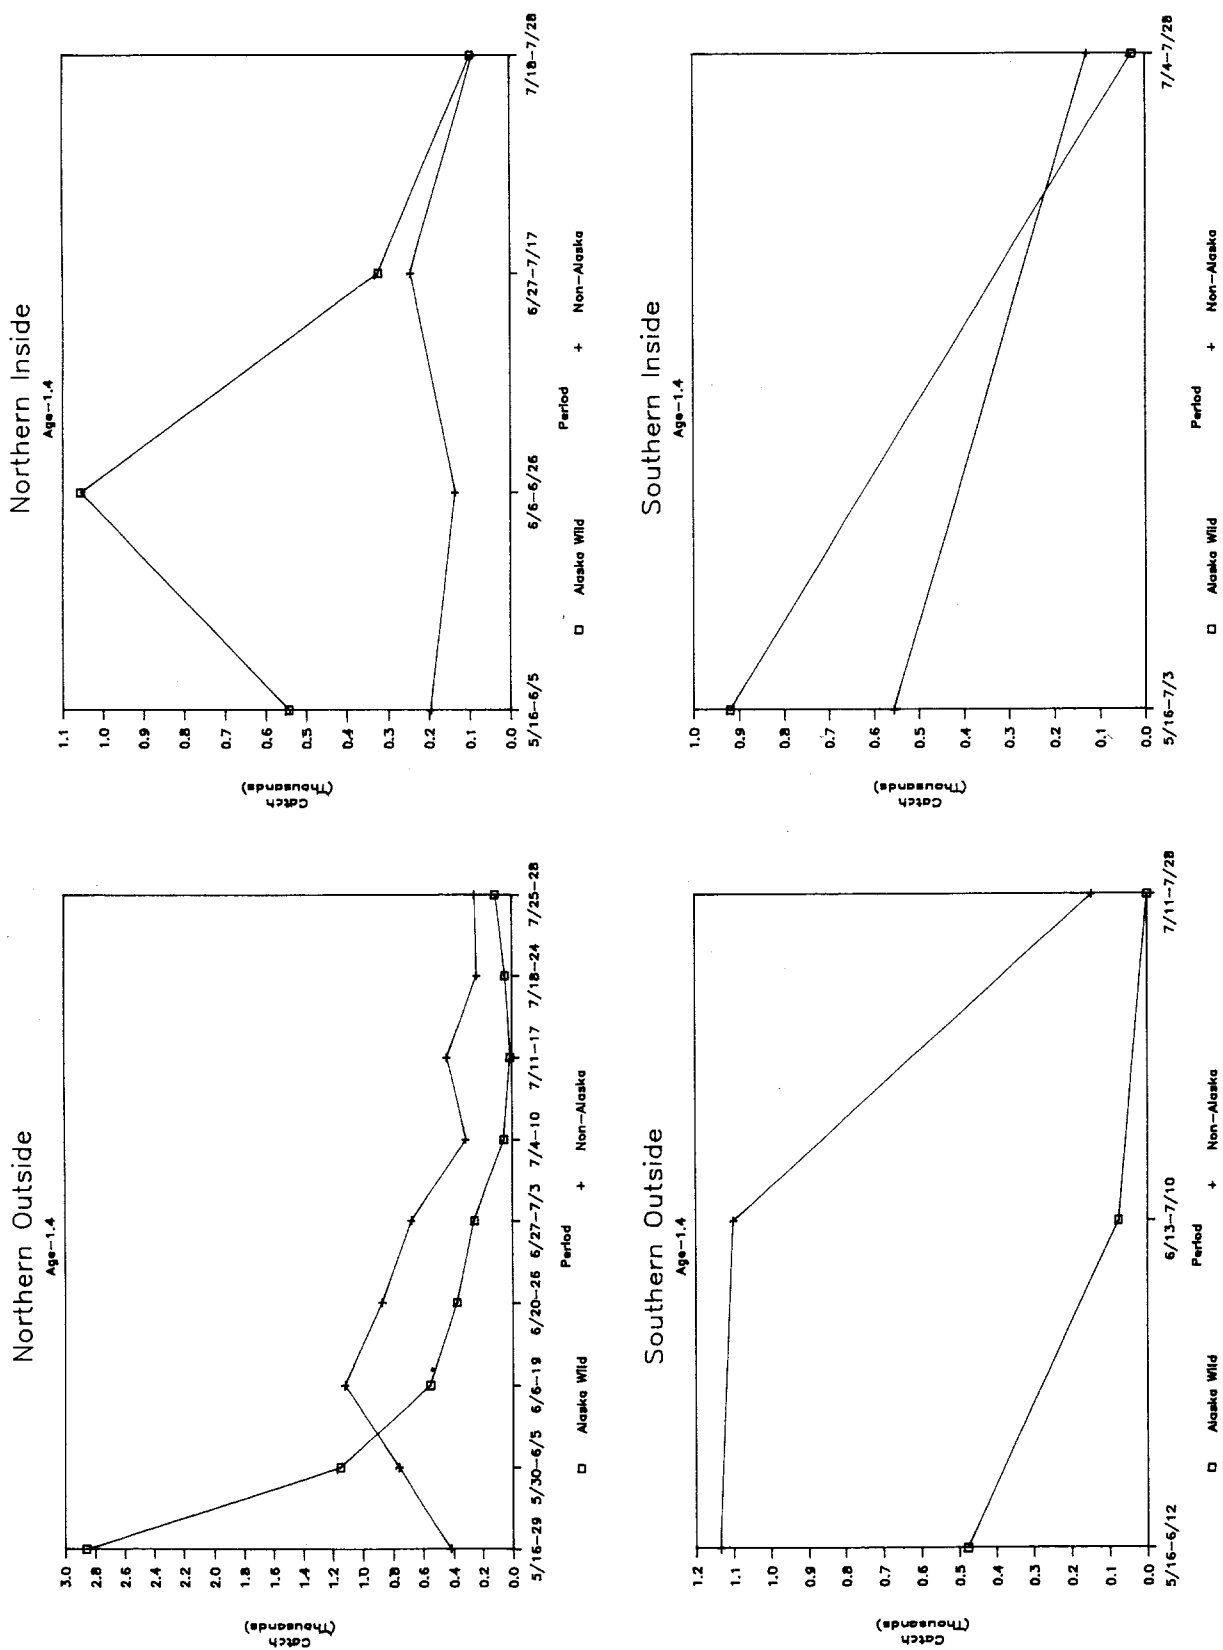 Northern Outside
Age-1.4
Catch
(Thousands)
3.0
2.8
2.6
2.4
2.2
2.0
1.8
1.6
1.4
1.2
1.0
0.8
0.6
0.4
0.2
0.0
5/16-29 5/30-6/5 6/6-19 6/20-26 6/27-7/3 7/4-10 7/11-17 7/18-24 7/25-28
Period
Alaska Wild + Non-Alaska
Northern Inside
Age-1.4
Catch
(Thousands)
1.1
1.0
0.9
0.8
0.7
0.6
0.5
0.4
0.3
0.2
0.1
0.0
5/16-6/5 6/6-6/26 6/27-7/17 7/18-7/28
Period
Alaska Wild + Non-Alaska
Southern Outside
Age-1.4
Catch
(Thousands)
1.2
1.1
1.0
0.9
0.8
0.7
0.6
0.5
0.4
0.3
0.2
0.1
0.0
5/16-6/12 6/13-7/10 7/11-7/28
Period
Alaska Wild + Non-Alaska
Southern Inside
Age-1.4
Catch
(Thousands)
1.0
0.9
0.8
0.7
0.6
0.5
0.4
0.3
0.2
0.1
0.0
5/16-7/3 7/4-7/28
Period
Alaska Wild + Non-Alaska